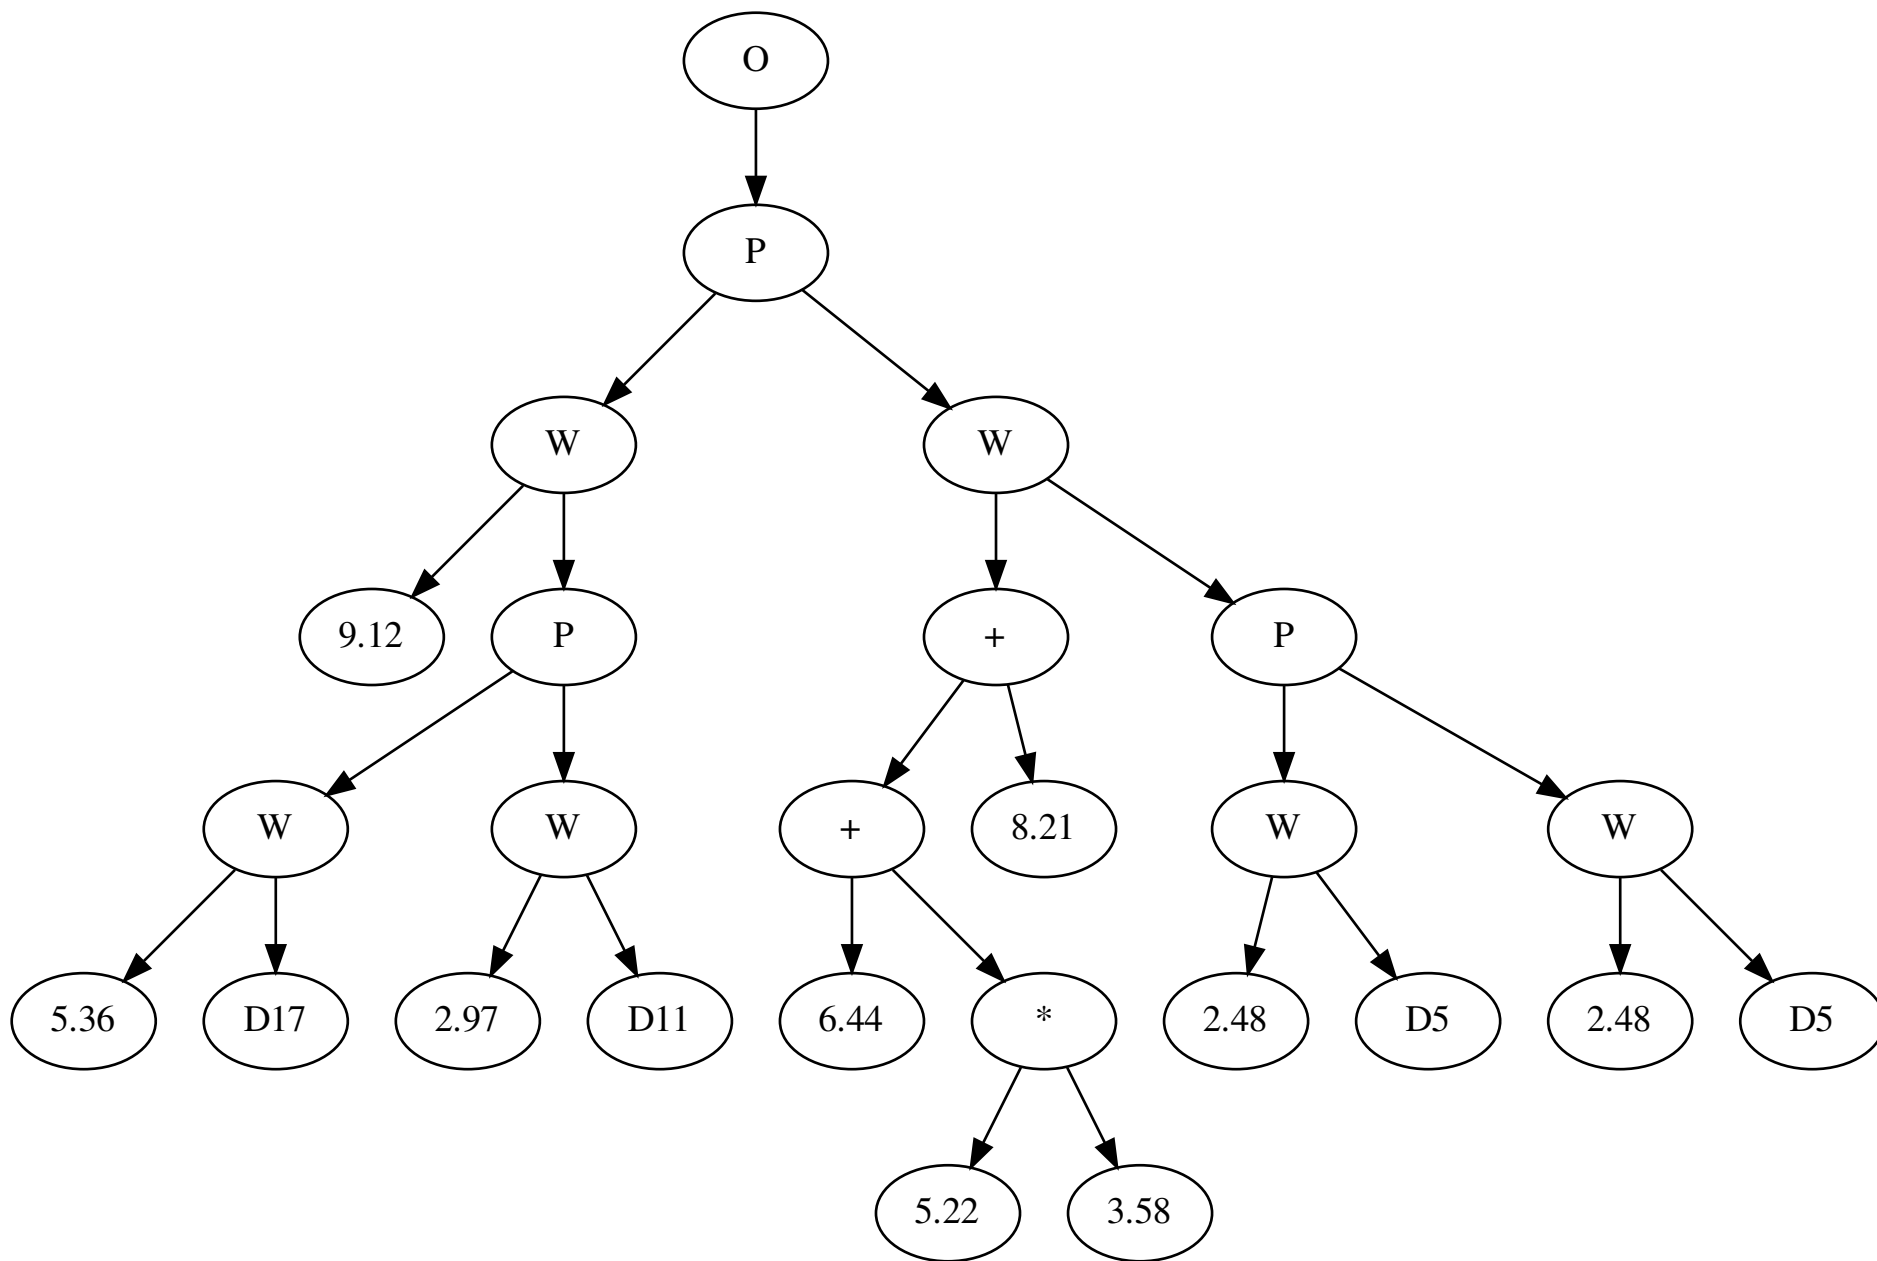 O
P
W W
9.12 P + P
W W + 8.21 W W
5.36 D17 2.97 D11 6.44 * 2.48 D5 2.48 D5
5.22 3.58